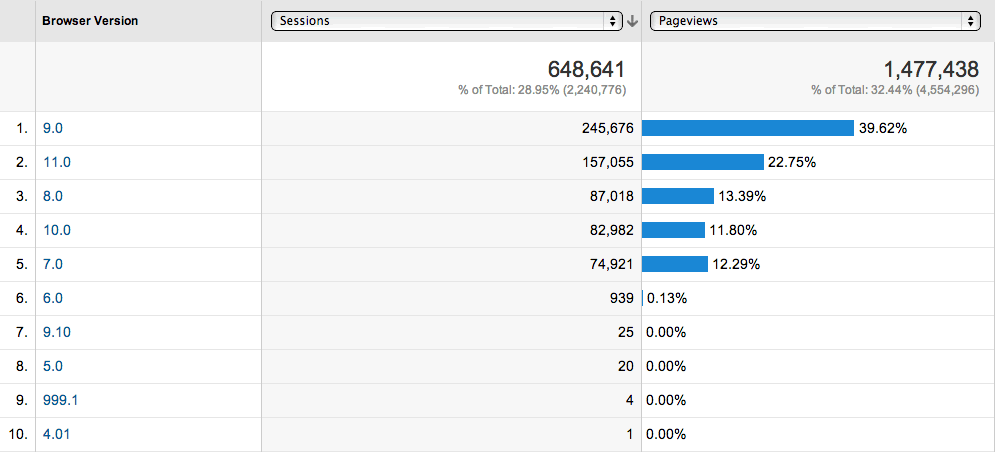 Browser Version Sessions Pageviews
648,641 1,477,438
% of Total: 28.95% (2,240,776) % of Total: 32.44% (4,554,296)
1. 9.0 245,676 39.62%
2. 11.0 157,055 22.75%
3. 8.0 87,018 13.39%
4. 10.0 82,982 11.80%
5. 7.0 74,921 12.29%
6. 6.0 939 0.13%
7. 9.10 25 0.00%
8. 5.0 20 0.00%
9. 999.1 4 0.00%
10. 4.01 1 0.00%